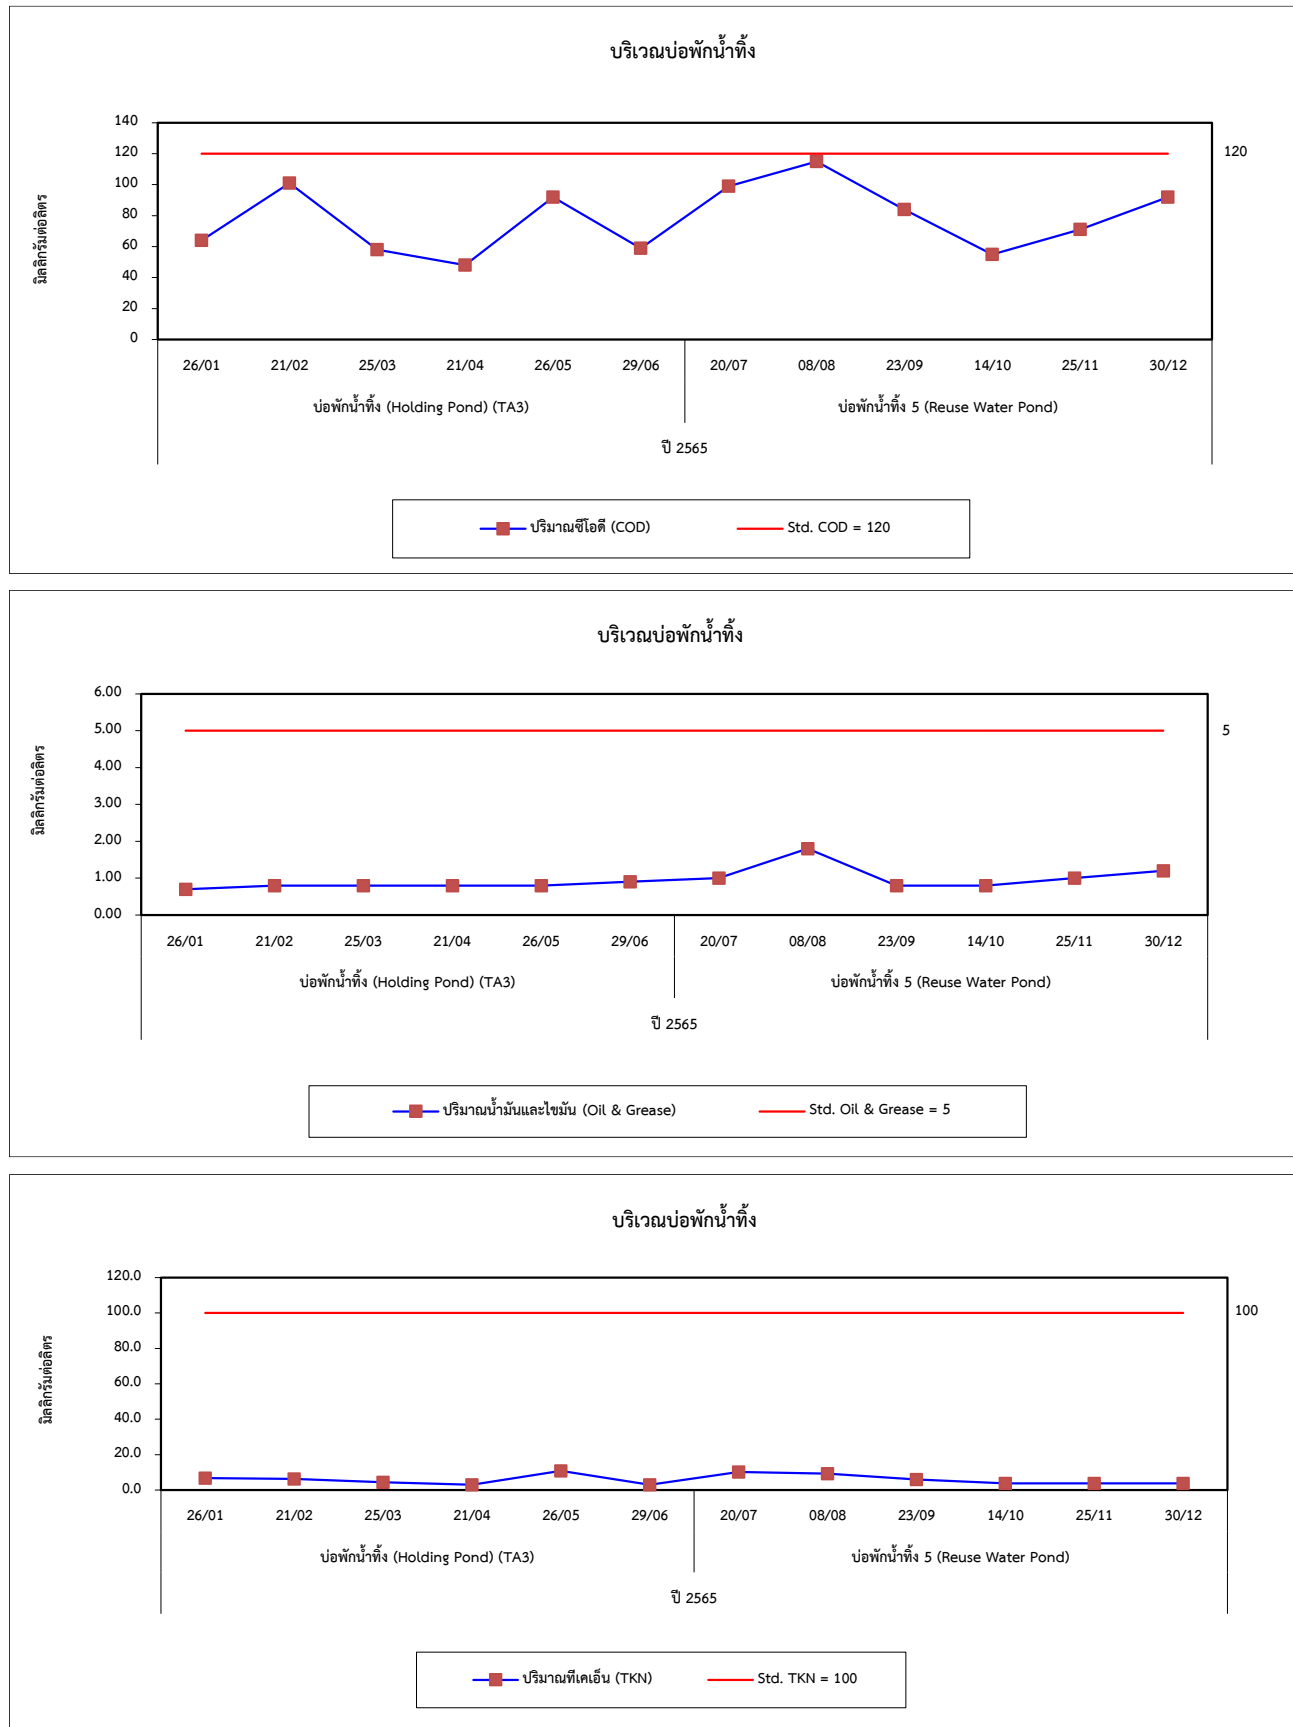 บริเวณบ่อพักน้ำทิ้ง
มิลลิกรัมต่อลิตร
140
120
100
80
60
40
20
0
120
26/01 21/02 25/03 21/04 26/05 29/06 20/07 08/08 23/09 14/10 25/11 30/12
บ่อพักน้ำทิ้ง (Holding Pond) (TA3) บ่อพักน้ำทิ้ง 5 (Reuse Water Pond)
ปี 2565
ปริมาณซีโอดี (COD) Std. COD = 120
บริเวณบ่อพักน้ำทิ้ง
มิลลิกรัมต่อลิตร
6.00
5.00
4.00
3.00
2.00
1.00
0.00
5
26/01 21/02 25/03 21/04 26/05 29/06 20/07 08/08 23/09 14/10 25/11 30/12
บ่อพักน้ำทิ้ง (Holding Pond) (TA3) บ่อพักน้ำทิ้ง 5 (Reuse Water Pond)
ปี 2565
ปริมาณน้ำมันและไขมัน (Oil & Grease) Std. Oil & Grease = 5
บริเวณบ่อพักน้ำทิ้ง
มิลลิกรัมต่อลิตร
120.0
100.0
80.0
60.0
40.0
20.0
0.0
100
26/01 21/02 25/03 21/04 26/05 29/06 20/07 08/08 23/09 14/10 25/11 30/12
บ่อพักน้ำทิ้ง (Holding Pond) (TA3) บ่อพักน้ำทิ้ง 5 (Reuse Water Pond)
ปี 2565
ปริมาณทีเคเอ็น (TKN) Std. TKN = 100